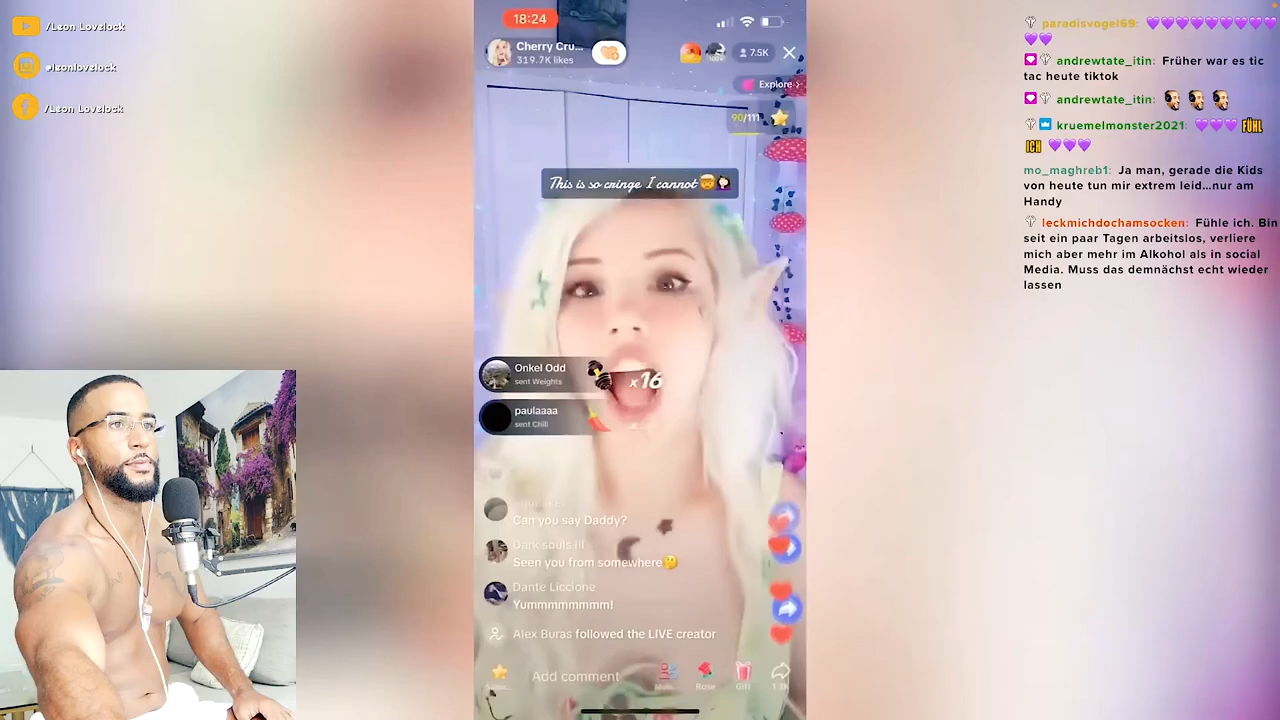 /Leon Lovelock
@leonlovelock
/Leon Lovelock
18:24
Cherry Cru...
319.7K likes
7.5K
Explore
90/111
This is so cringe I cannot
Onkel Odd
sent Weights
x16
paulaaaa
sent Chili
Can you say Daddy?
Dark souls III
Seen you from somewhere🤔
Dante Liccione
Yummmmmmmm!
Alex Buras followed the LIVE creator
Add comment
Rose
Gift
paradisvogel69: 💜💜💜💜💜💜💜💜💜
💜💜
andrewtate_itin: Früher war es tic
tac heute tiktok
andrewtate_itin:
kruemelmonster2021: 💜💜💜 FÜHL
ICH 💜💜💜
mo_maghreb1: Ja man, gerade die Kids
von heute tun mir extrem leid...nur am
Handy
leckmichdochamsocken: Fühle ich. Bin
seit ein paar Tagen arbeitslos, verliere
mich aber mehr im Alkohol als in social
Media. Muss das demnächst echt wieder
lassen